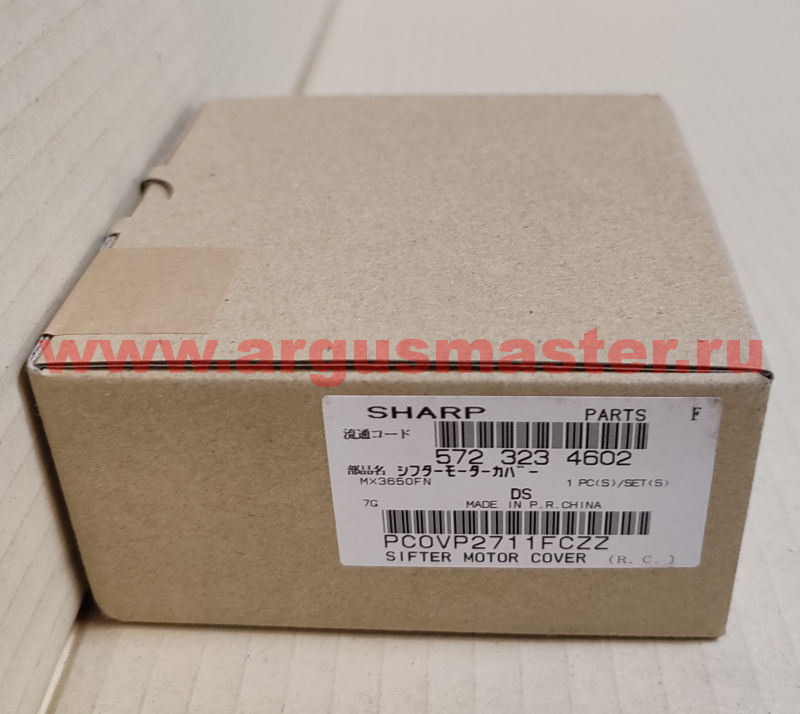 www.argusmaster.ru
SHARP PARTS F
流通コード
572 323 4602
部品名 シフターモーターカバー
MX3650FN 1 PC(S)/SET(S)
DS
7G MADE IN P.R.CHINA
PCOVP2711FCZZ
SIFTER MOTOR COVER (R.C.)